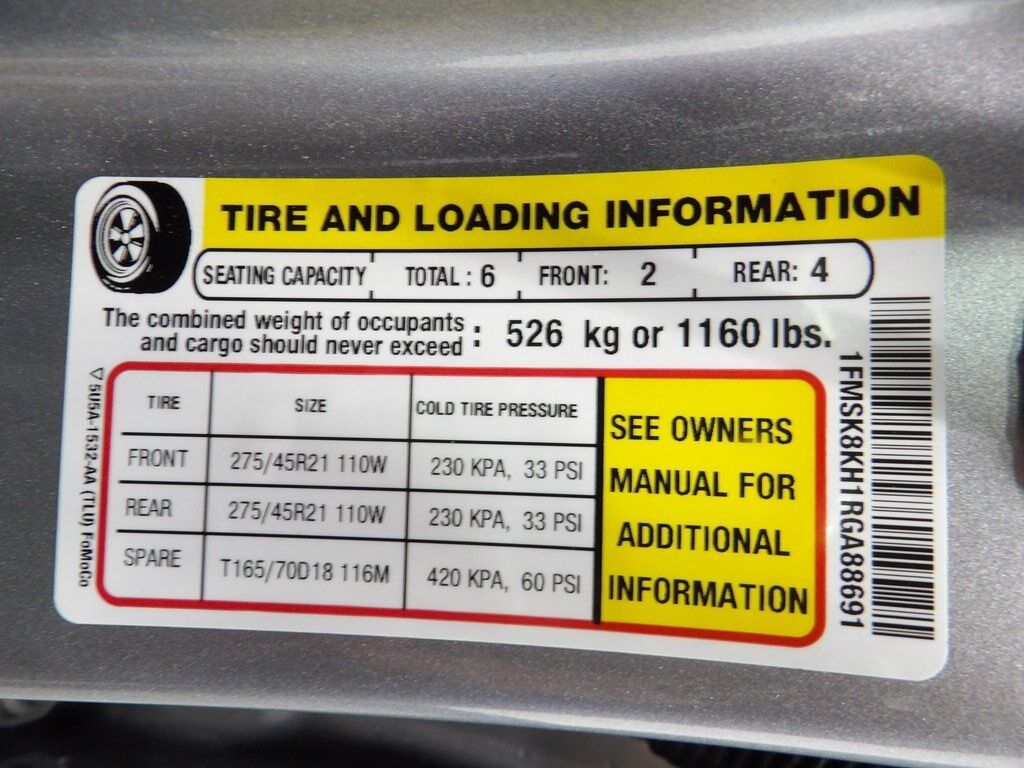 TIRE AND LOADING INFORMATION
SEATING CAPACITY TOTAL : 6 FRONT: 2 REAR: 4
The combined weight of occupants
and cargo should never exceed : 526 kg or 1160 lbs.
TIRE SIZE COLD TIRE PRESSURE
FRONT 275/45R21 110W 230 KPA, 33 PSI
REAR 275/45R21 110W 230 KPA, 33 PSI
SPARE T165/70D18 116M 420 KPA, 60 PSI
SEE OWNERS
MANUAL FOR
ADDITIONAL
INFORMATION
1FMSK8KH1RGA88691
▽5U5A-1532-AA (TLU) FoMoCo